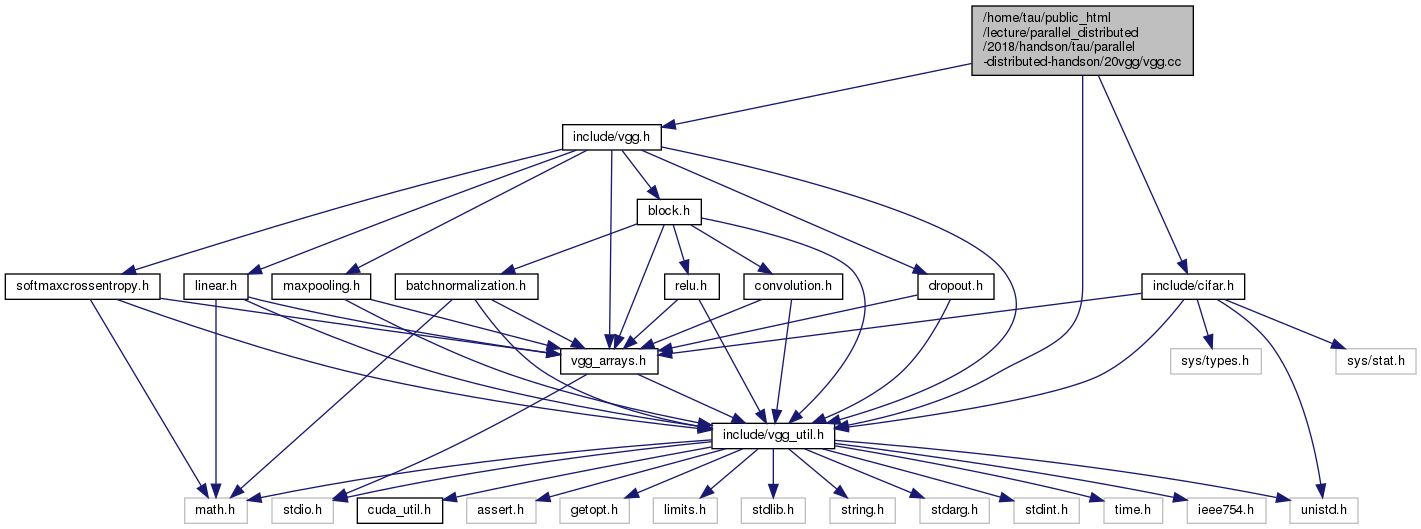 /home/tau/public_html
/lecture/parallel_distributed
/2018/handson/tau/parallel
-distributed-handson/20vgg/vgg.cc
include/vgg.h
block.h
softmaxcrossentropy.h
linear.h
maxpooling.h
batchnormalization.h
relu.h
convolution.h
dropout.h
include/cifar.h
vgg_arrays.h
sys/types.h
sys/stat.h
include/vgg_util.h
math.h
stdio.h
cuda_util.h
assert.h
getopt.h
limits.h
stdlib.h
string.h
stdarg.h
stdint.h
time.h
ieee754.h
unistd.h